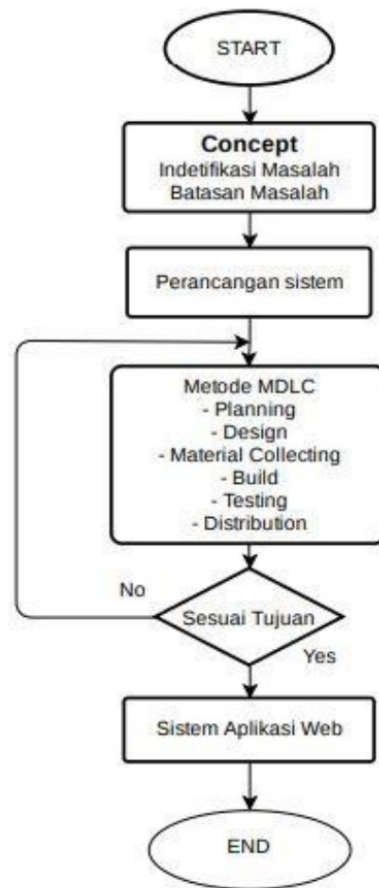 START
Concept
Indetifikasi Masalah
Batasan Masalah
Perancangan sistem
Metode MDLC
- Planning
- Design
- Material Collecting
- Build
- Testing
- Distribution
No
Sesuai Tujuan
Yes
Sistem Aplikasi Web
END